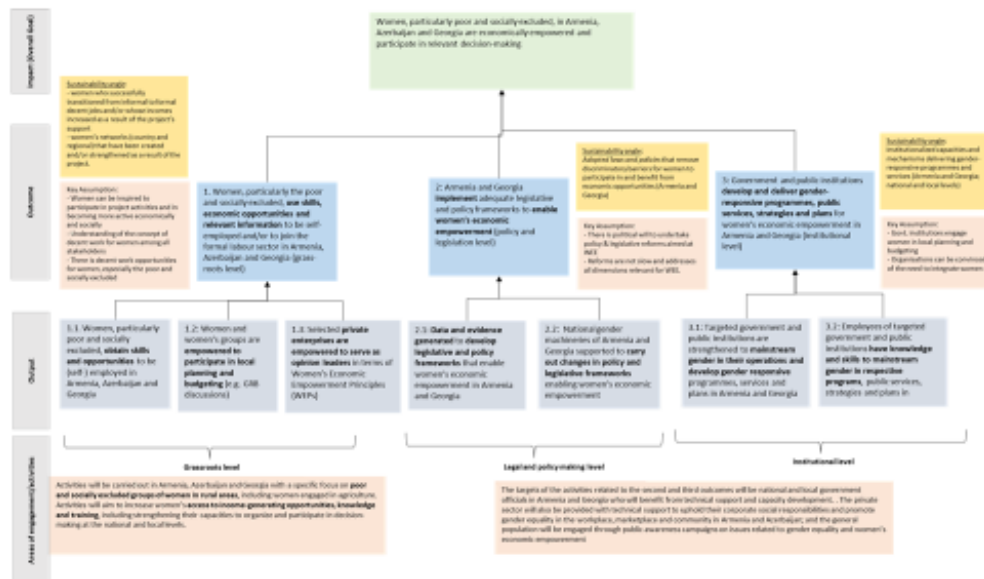 Impact (Overall Goal)
Women, particularly poor and socially-excluded, in Armenia,
Azerbaijan and Georgia are economically empowered and
participate in relevant decision-making
Outcome
Sustainability angle:
- women who successfully
transitioned from informal to formal
decent jobs and/or whose incomes
increased as a result of the project's
support
- women's networks (country and
regional) that have been created
and/or strengthened as a result of the
project.
Key Assumption:
- Women can be inspired to
participate in project activities and in
becoming more active economically
and socially
- Understanding of the concept of
decent work for women among all
stakeholders
- There is decent work opportunities
for women, especially the poor and
socially excluded
1. Women, particularly the poor
and socially-excluded, use skills,
economic opportunities and
relevant information to be self-
employed and/or to join the
formal labour sector in Armenia,
Azerbaijan and Georgia (grass-
roots level)
2: Armenia and Georgia
implement adequate legislative
and policy frameworks to enable
women's economic
empowerment (policy and
legislation level)
Sustainability angle:
Adopted laws and policies that remove
discriminatory barriers for women to
participate in and benefit from
economic opportunities (Armenia and
Georgia)
Key Assumption:
- There is political will to undertake
policy & legislative reforms aimed at
WEE
- Reforms are not slow and addresses
all dimensions relevant for WEE.
3: Government and public institutions
develop and deliver gender-
responsive programmes, public
services, strategies and plans for
women's economic empowerment in
Armenia and Georgia (Institutional
level)
Sustainability angle:
Institutionalized capacities and
mechanisms delivering gender-
responsive programmes and
services (Armenia and Georgia;
national and local levels)
Key Assumption:
- Govt. institutions engage
women in local planning and
budgeting
- Organisations can be convinced
of the need to integrate women
Output
1.1: Women, particularly
poor and socially-
excluded, obtain skills
and opportunities to be
(self-) employed in
Armenia, Azerbaijan and
Georgia
1.2: Women and
women's groups are
empowered to
participate in local
planning and
budgeting (e.g. GRB
discussions)
1.3: Selected private
enterprises are
empowered to serve as
opinion leaders in terms
of Women's Economic
Empowerment Principles
(WEPs)
2.1: Data and evidence
generated to develop
legislative and policy
frameworks that enable
women's economic
empowerment in Armenia
and Georgia
2.2: National gender
machineries of Armenia
and Georgia supported to carry
out changes in policy and
legislative frameworks
enabling women's economic
empowerment
3.1: Targeted government and
public institutions are
strengthened to mainstream
gender in their operations and
develop gender responsive
programmes, services and
plans in Armenia and Georgia
3.2: Employees of targeted
government and public
institutions have knowledge
and skills to mainstream
gender in respective
programs, public services,
strategies and plans in
Grassroots level
Legal and policy making level
Institutional level
Areas of engagement/activities
Activities will be carried out in Armenia, Azerbaijan and Georgia with a specific focus on poor
and socially excluded groups of women in rural areas, including women engaged in agriculture.
Activities will aim to increase women's access to income-generating opportunities, knowledge
and training, including strengthening their capacities to organize and participate in decision
making at the national and local levels.
The targets of the activities related to the second and third outcomes will be national and local government
officials in Armenia and Georgia who will benefit from technical support and capacity development. . The private
sector will also be provided with technical support to uphold their corporate social responsibilities and promote
gender equality in the workplace, marketplace and community in Armenia and Azerbaijan; and the general
population will be engaged through public awareness campaigns on issues related to gender equality and women's
economic empowerment